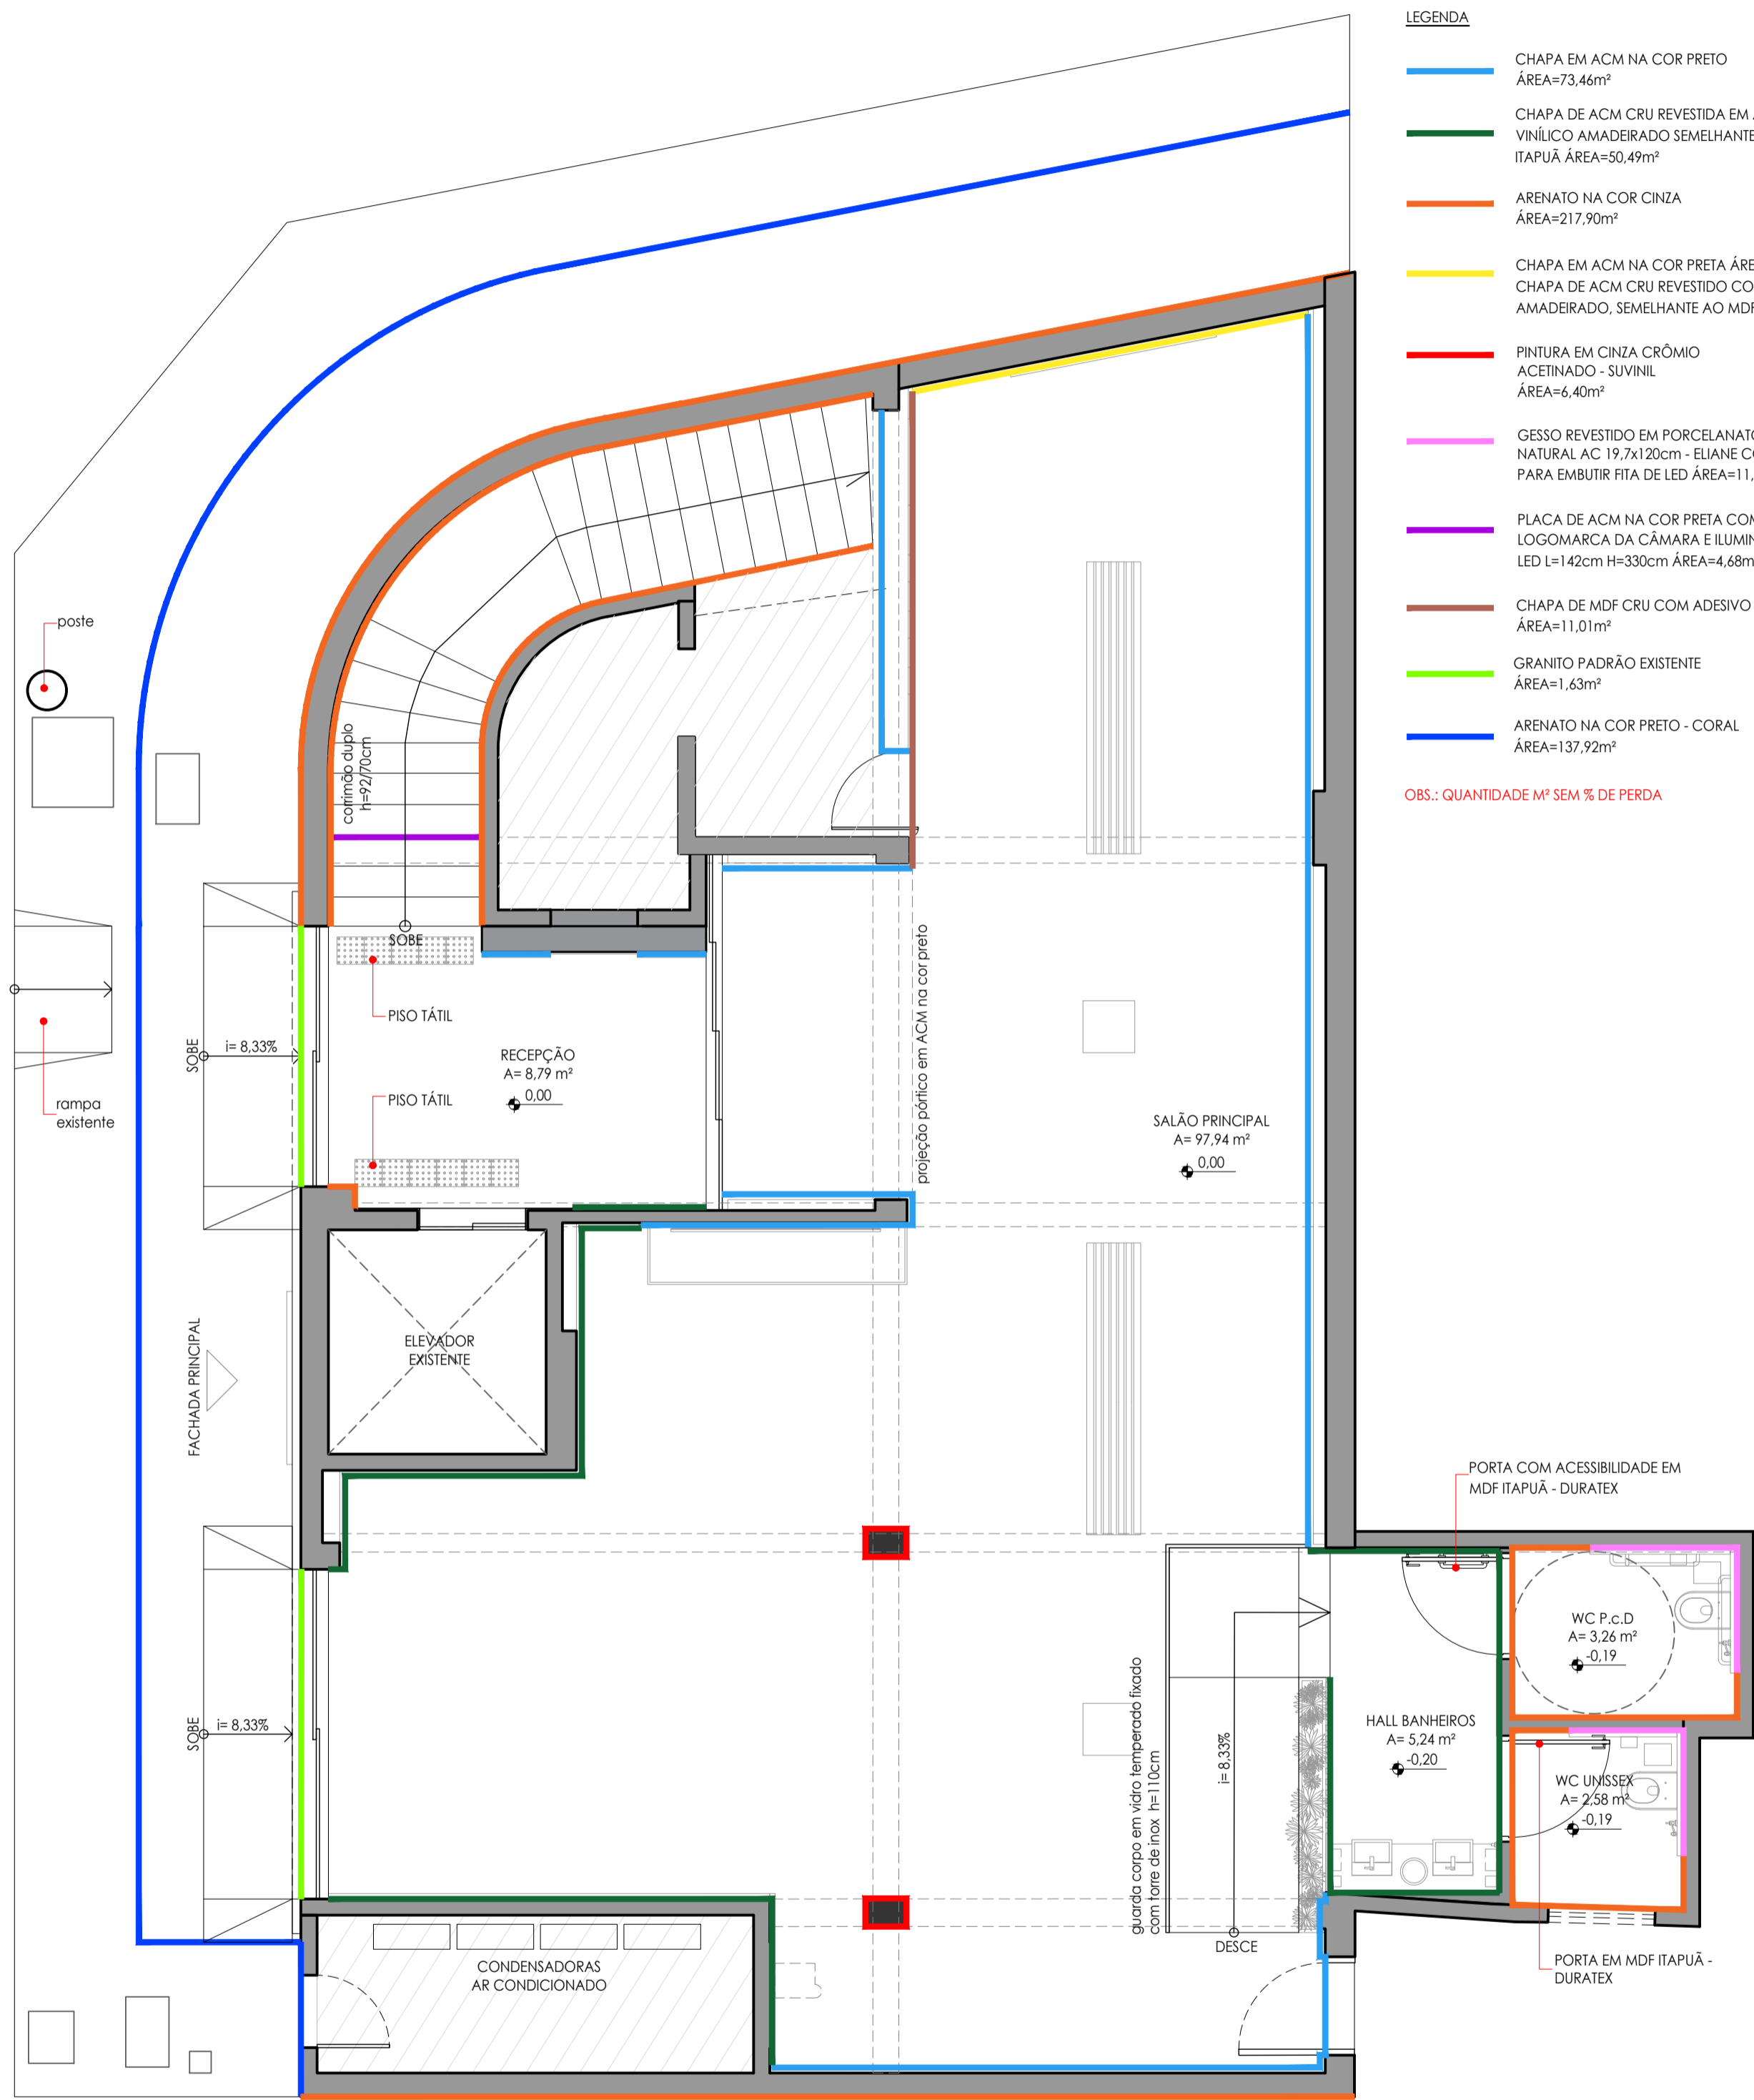 LEGENDA
CHAPA EM ACM NA COR PRETO
ÁREA=73,46m²
CHAPA DE ACM CRU REVESTIDA EM
VINÍLICO AMADEIRADO SEMELHANTE
ITAPUÃ ÁREA=50,49m²
ARENATO NA COR CINZA
ÁREA=217,90m²
CHAPA EM ACM NA COR PRETA
CHAPA DE ACM CRU REVESTIDO
AMADEIRADO, SEMELHANTE AO MDF
PINTURA EM CINZA CRÔMIO
ACETINADO - SUVINIL
ÁREA=6,40m²
GESSO REVESTIDO EM PORCELANATO
NATURAL AC 19,7x120cm - ELIANE
PARA EMBUTIR FITA DE LED ÁREA=11,
PLACA DE ACM NA COR PRETA COM
LOGOMARCA DA CÂMARA E
LED L=142cm H=330cm ÁREA=4,68m
CHAPA DE MDF CRU COM ADESIVO
ÁREA=11,01m²
GRANITO PADRÃO EXISTENTE
ÁREA=1,63m²
ARENATO NA COR PRETO - CORAL
ÁREA=137,92m²
OBS.: QUANTIDADE M² SEM % DE PERDA
poste
corrimão duplo
h=92/70cm
SOBE
PISO TÁTIL
SOBE
i= 8,33%
RECEPÇÃO
A= 8,79 m²
0,00
PISO TÁTIL
rampa
existente
projeção pórtico em ACM na cor preto
SALÃO PRINCIPAL
A= 97,94 m²
0,00
FACHADA PRINCIPAL
ELEVADOR
EXISTENTE
PORTA COM ACESSIBILIDADE EM
MDF ITAPUÃ - DURATEX
WC P.c.D
A= 3,26 m²
-0,19
SOBE
i= 8,33%
guarda corpo em vidro temperado fixado
com torre de inox h=110cm
i= 8,33%
HALL BANHEIROS
A= 5,24 m²
-0,20
WC UNISSEX
A= 2,58 m²
-0,19
DESCE
CONDENSADORAS
AR CONDICIONADO
PORTA EM MDF ITAPUÃ -
DURATEX